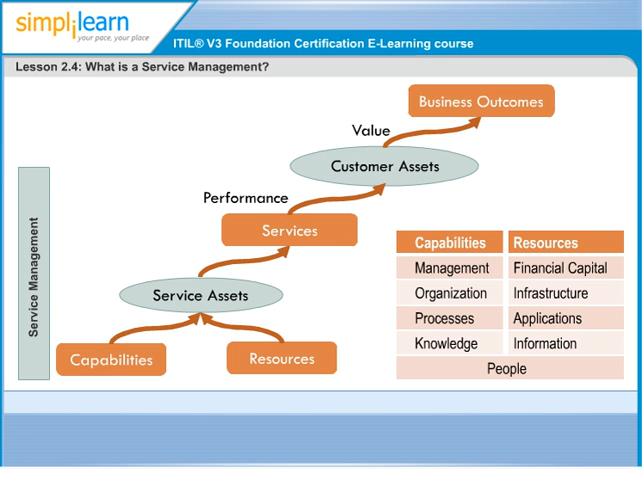 simplilearn
your pace, your place
ITIL® V3 Foundation Certification E-Learning course
Lesson 2.4: What is a Service Management?
Business Outcomes
Value
Customer Assets
Performance
Services
Service Management
Service Assets
Capabilities
Resources
Capabilities Resources
Management Financial Capital
Organization Infrastructure
Processes Applications
Knowledge Information
People